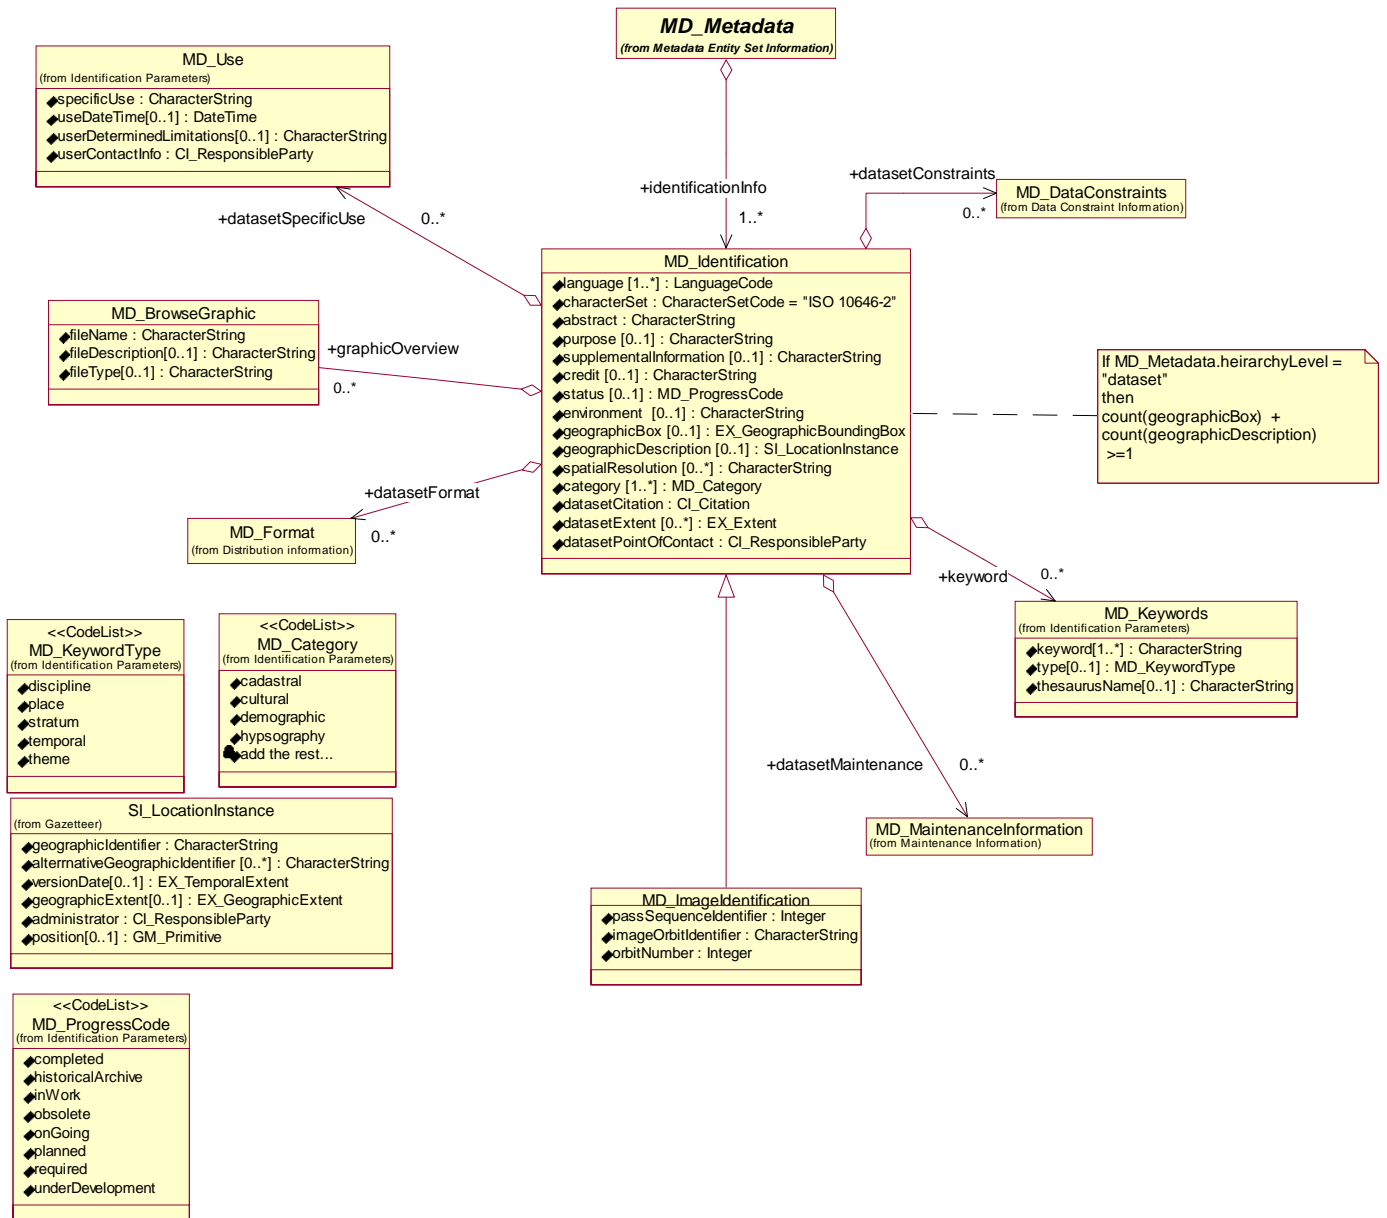 MD_Metadata
(from Metadata Entity Set Information)
MD_Use
(from Identification Parameters)
specificUse : CharacterString
useDateTime[0..1] : DateTime
userDeterminedLimitations[0..1] : CharacterString
userContactInfo : CI_ResponsibleParty
+datasetSpecificUse
0..*
+identificationInfo
1..*
+datasetConstraints
0..*
MD_DataConstraints
(from Data Constraint Information)
MD_Identification
language [1..*] : LanguageCode
characterSet : CharacterSetCode = "ISO 10646-2"
abstract : CharacterString
purpose [0..1] : CharacterString
supplementalInformation [0..1] : CharacterString
credit [0..1] : CharacterString
status [0..1] : MD_ProgressCode
environment  [0..1] : CharacterString
geographicBox [0..1] : EX_GeographicBoundingBox
geographicDescription [0..1] : SI_LocationInstance
spatialResolution [0..*] : CharacterString
category [1..*] : MD_Category
datasetCitation : CI_Citation
datasetExtent [0..*] : EX_Extent
datasetPointOfContact : CI_ResponsibleParty
MD_BrowseGraphic
fileName : CharacterString
fileDescription[0..1] : CharacterString
fileType[0..1] : CharacterString
+graphicOverview
0..*
If MD_Metadata.heirarchyLevel =
"dataset"
then
count(geographicBox)  +
count(geographicDescription)
>=1
+datasetFormat
0..*
MD_Format
(from Distribution information)
+keyword
0..*
MD_Keywords
(from Identification Parameters)
keyword[1..*] : CharacterString
type[0..1] : MD_KeywordType
thesaurusName[0..1] : CharacterString
<<CodeList>>
MD_KeywordType
(from Identification Parameters)
discipline
place
stratum
temporal
theme
<<CodeList>>
MD_Category
(from Identification Parameters)
cadastral
cultural
demographic
hypsography
add the rest...
+datasetMaintenance
0..*
MD_MaintenanceInformation
(from Maintenance Information)
SI_LocationInstance
(from Gazetteer)
geographicIdentifier : CharacterString
alterrnativeGeographicIdentifier [0..*] : CharacterString
versionDate[0..1] : EX_TemporalExtent
geographicExtent[0..1] : EX_GeographicExtent
administrator : CI_ResponsibleParty
position[0..1] : GM_Primitive
MD_ImageIdentification
passSequenceIdentifier : Integer
imageOrbitIdentifier : CharacterString
orbitNumber : Integer
<<CodeList>>
MD_ProgressCode
(from Identification Parameters)
completed
historicalArchive
inWork
obsolete
onGoing
planned
required
underDevelopment